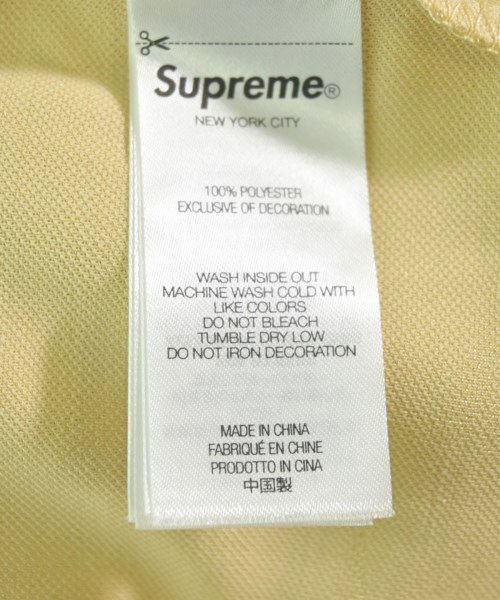 Supreme®
NEW YORK CITY
100% POLYESTER
EXCLUSIVE OF DECORATION
WASH INSIDE OUT
MACHINE WASH COLD WITH
LIKE COLORS
DO NOT BLEACH
TUMBLE DRY LOW
DO NOT IRON DECORATION
MADE IN CHINA
FABRIQUÉ EN CHINE
PRODOTTO IN CINA
中国製